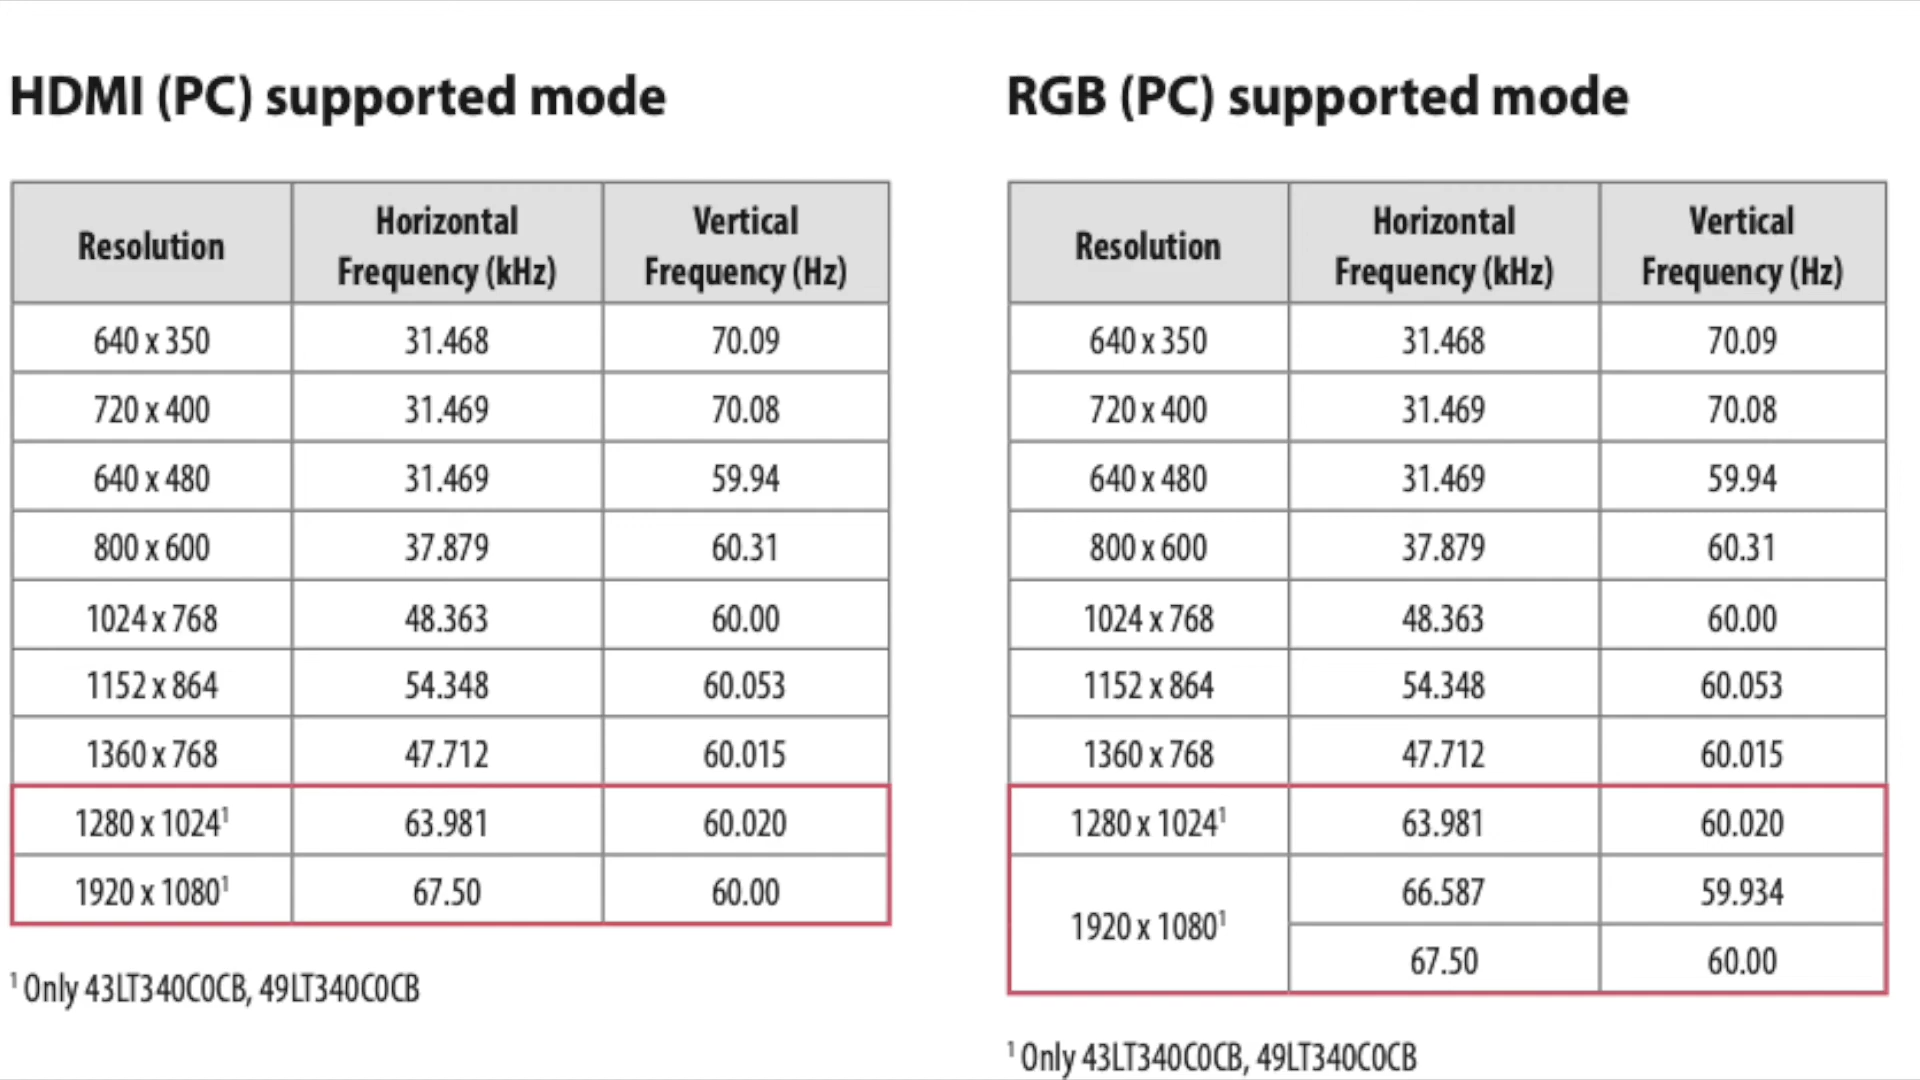 HDMI (PC) supported mode
Resolution Horizontal Frequency (kHz) Vertical Frequency (Hz)
640 x 350 31.468 70.09
720 x 400 31.469 70.08
640 x 480 31.469 59.94
800 x 600 37.879 60.31
1024 x 768 48.363 60.00
1152 x 864 54.348 60.053
1360 x 768 47.712 60.015
1280 x 1024¹ 63.981 60.020
1920 x 1080¹ 67.50 60.00
¹ Only 43LT340C0CB, 49LT340C0CB
RGB (PC) supported mode
Resolution Horizontal Frequency (kHz) Vertical Frequency (Hz)
640 x 350 31.468 70.09
720 x 400 31.469 70.08
640 x 480 31.469 59.94
800 x 600 37.879 60.31
1024 x 768 48.363 60.00
1152 x 864 54.348 60.053
1360 x 768 47.712 60.015
1280 x 1024¹ 63.981 60.020
1920 x 1080¹ 66.587 59.934
67.50 60.00
¹ Only 43LT340C0CB, 49LT340C0CB